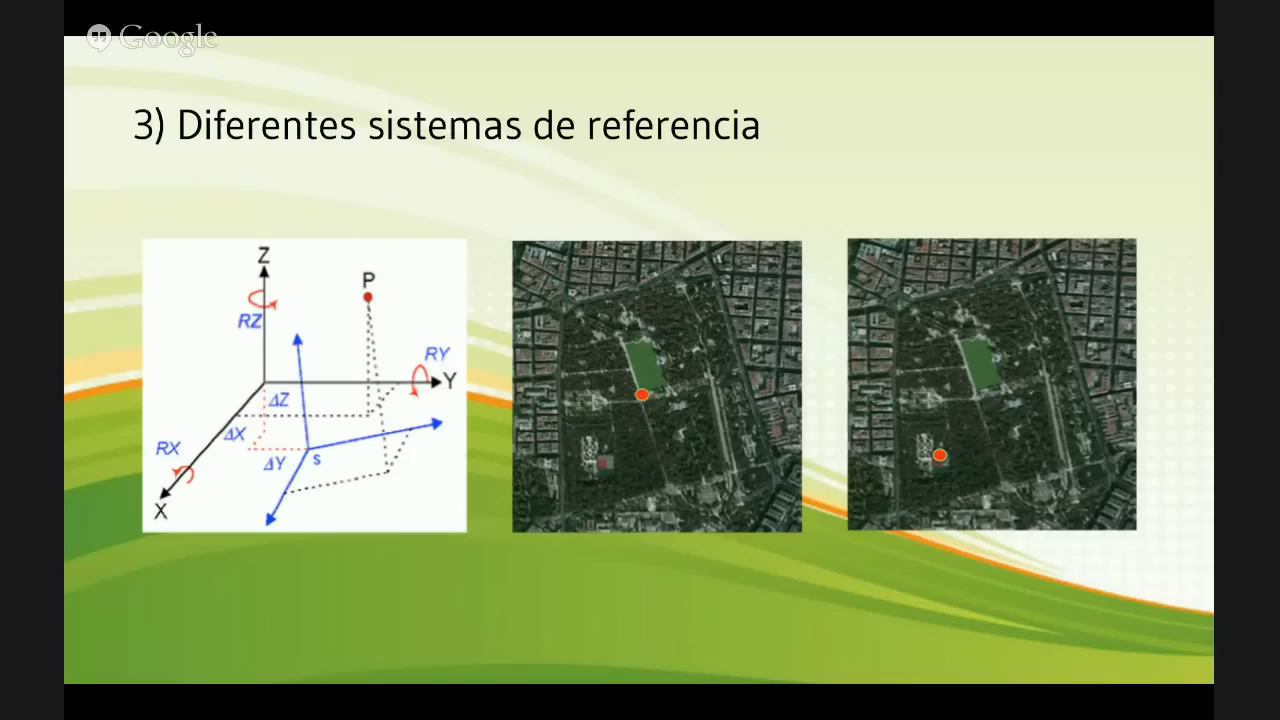 Google
3) Diferentes sistemas de referencia
Z
P
RZ
RY
Y
ΔZ
ΔX
RX
ΔY
S
X